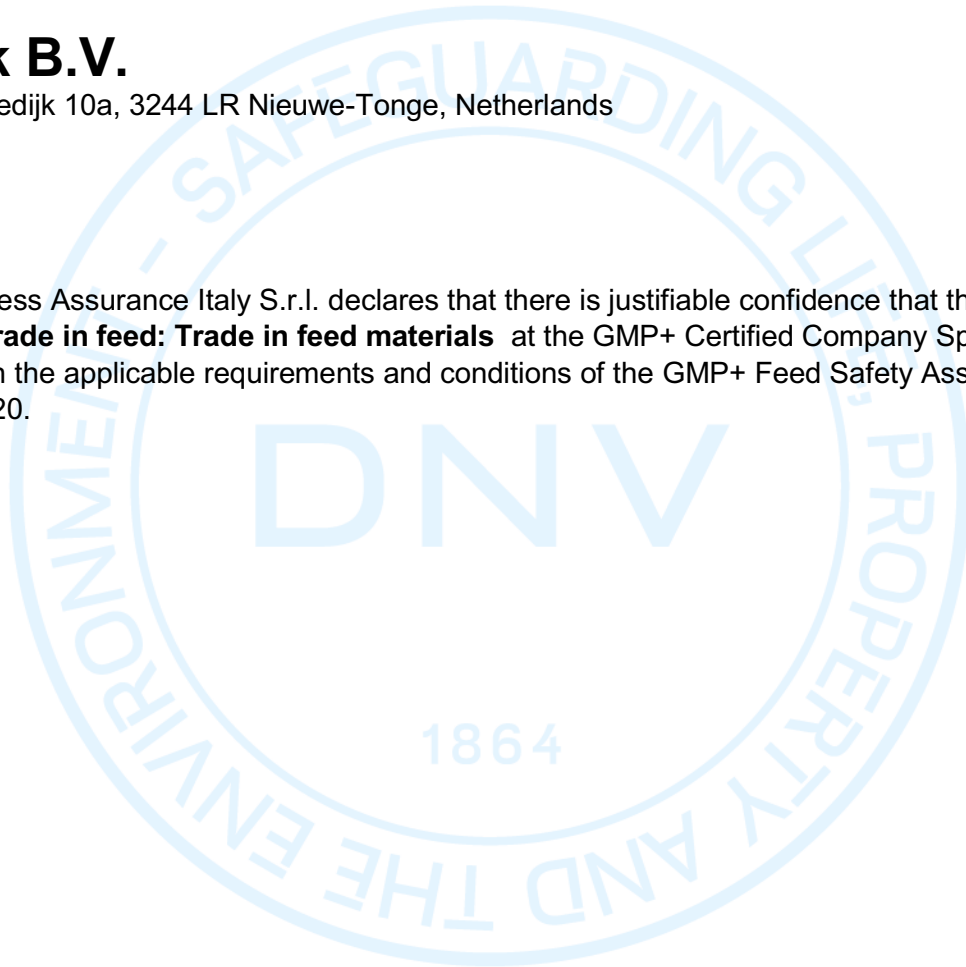 k B.V.
edijk 10a, 3244 LR Nieuwe-Tonge, Netherlands
ess Assurance Italy S.r.l. declares that there is justifiable confidence that th
rade in feed: Trade in feed materials at the GMP+ Certified Company Sp
n the applicable requirements and conditions of the GMP+ Feed Safety Ass
20.
SAFEGUARDING LIFE, PROPERTY AND THE ENVIRONMENT -
DNV
1864